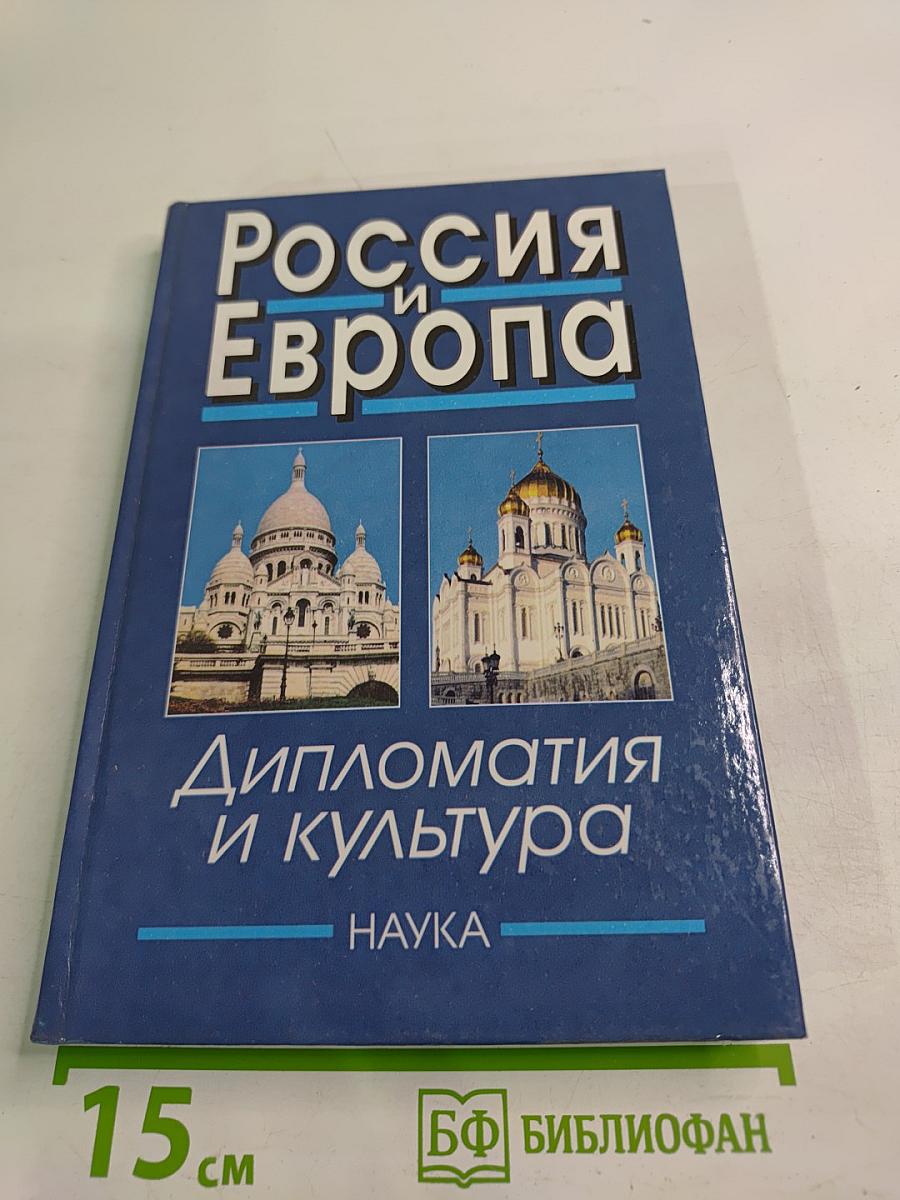 Россия
и
Европа
Дипломатия
и культура
НАУКА
15 см
БФ БИБЛИОФАН